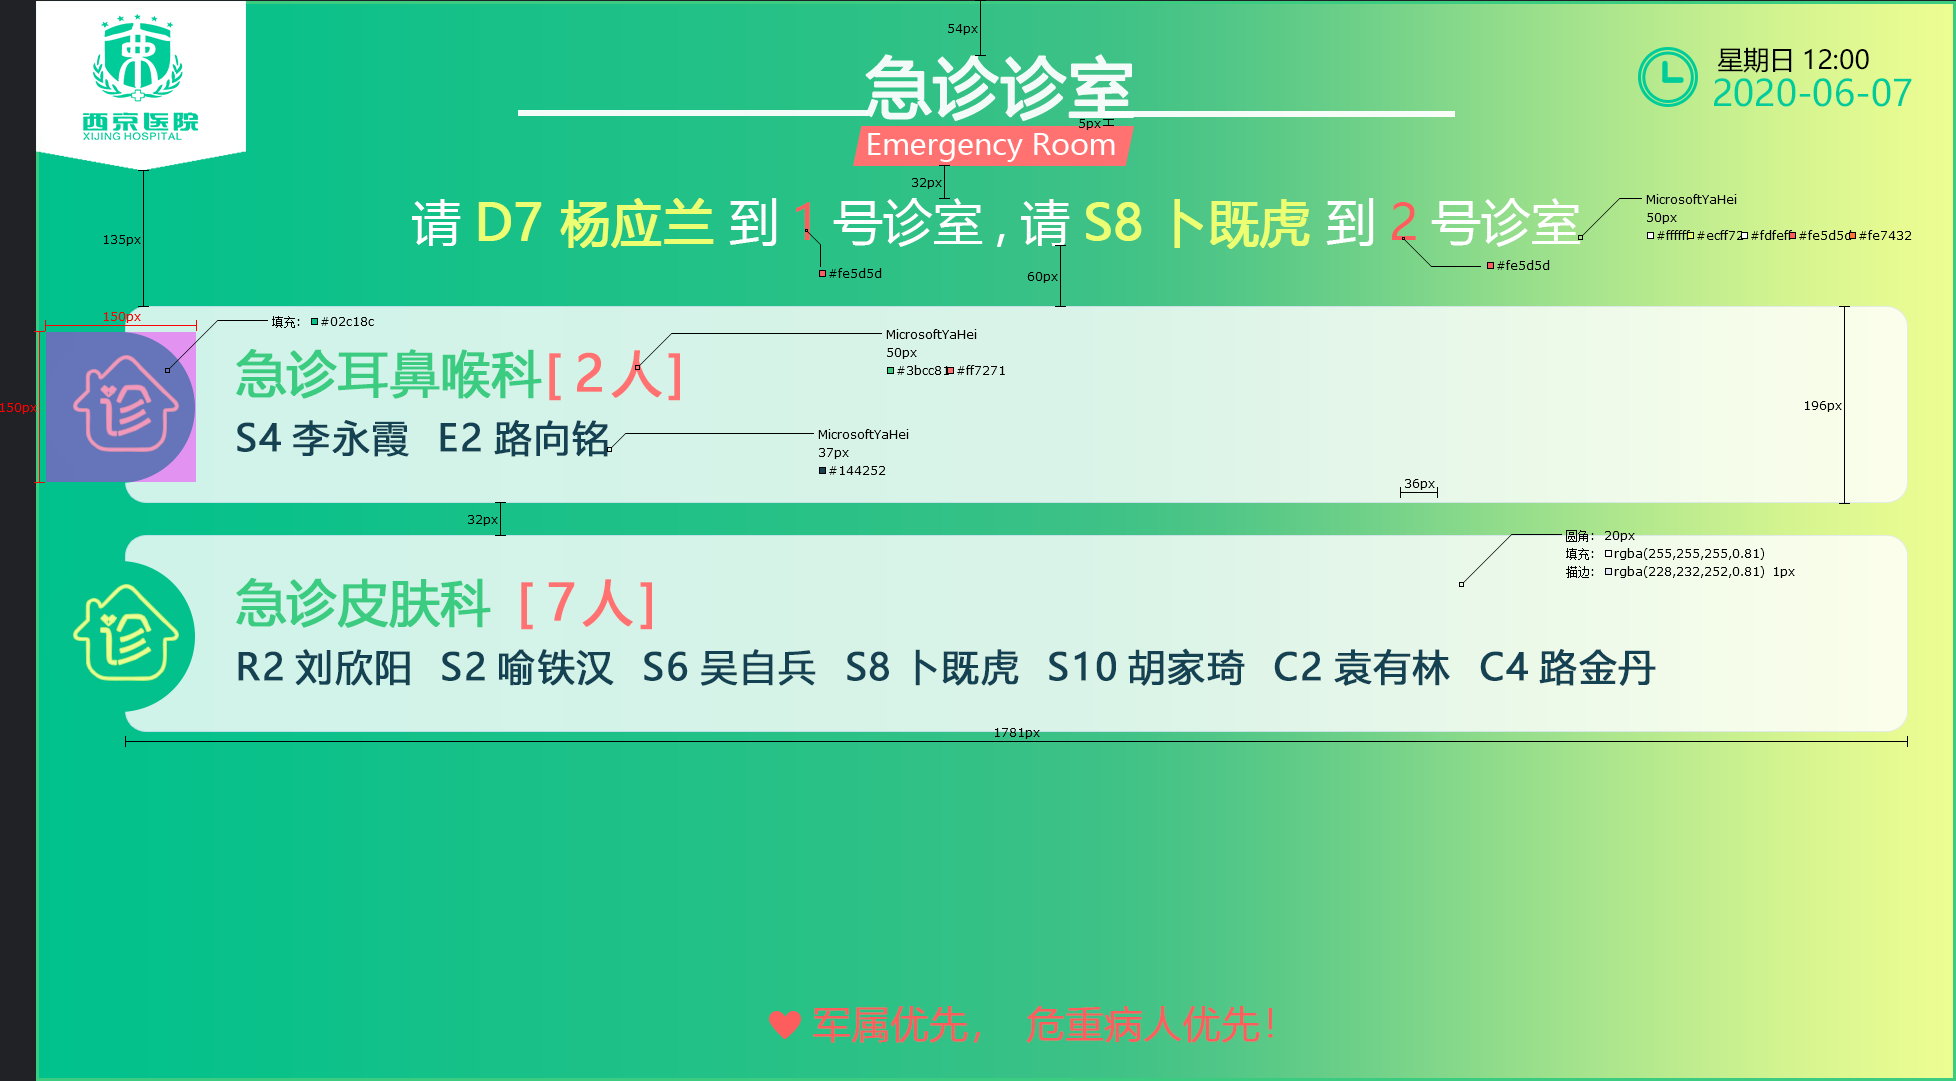 54px
西京医院
XIJING HOSPITAL
急诊诊室
星期日 12:00
2020-06-07
5px
Emergency Room
32px
135px
请 D7 杨应兰 到 1 号诊室 , 请 S8 卜既虎 到 2 号诊室
MicrosoftYaHei
50px
#ffffff #ecff72 #fdfeff #fe5d5d #fe7432
#fe5d5d
#fe5d5d
60px
150px
填充： #02c18c
诊
150px
急诊耳鼻喉科[ 2 人 ]
MicrosoftYaHei
50px
#3bcc81 #ff7271
S4 李永霞 E2 路向铭
MicrosoftYaHei
37px
#144252
196px
36px
32px
圆角： 20px
填充： rgba(255,255,255,0.81)
描边： rgba(228,232,252,0.81) 1px
诊
急诊皮肤科 [ 7 人 ]
R2 刘欣阳 S2 喻铁汉 S6 吴自兵 S8 卜既虎 S10 胡家琦 C2 袁有林 C4 路金丹
1781px
军属优先， 危重病人优先！